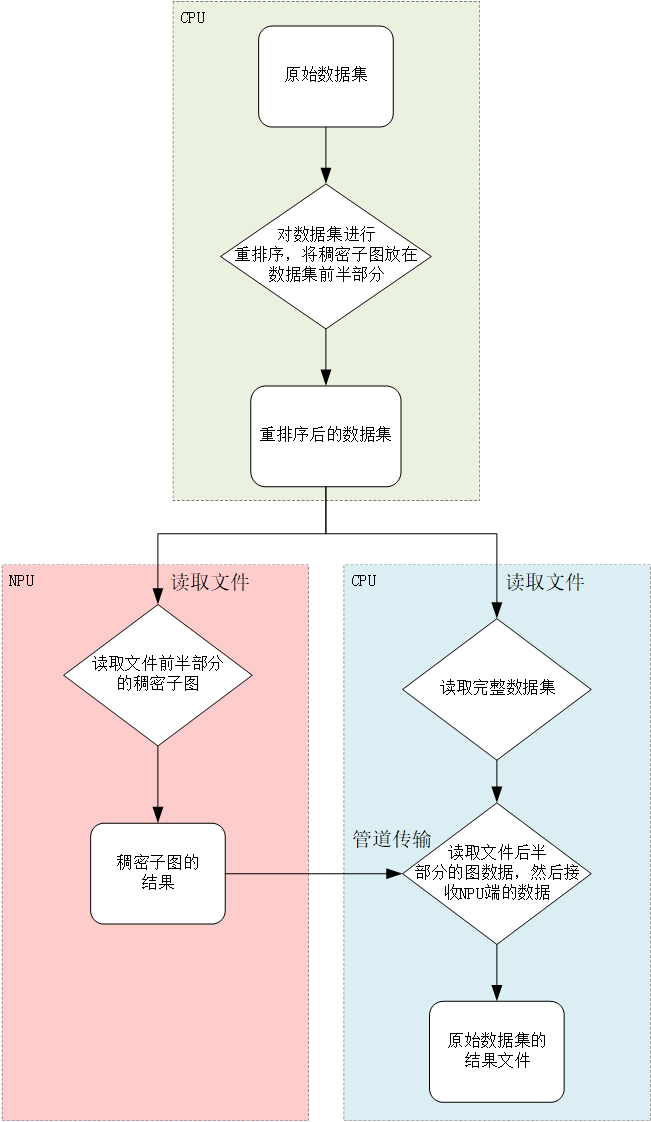 CPU
原始数据集
对数据集进行
重排序，将稠密子图放在
数据集前半部分
重排序后的数据集
NPU
读取文件
读取文件前半部分
的稠密子图
稠密子图的
结果
CPU
读取文件
读取完整数据集
管道传输
读取文件后半
部分的图数据，然后接
收NPU端的数据
原始数据集的
结果文件